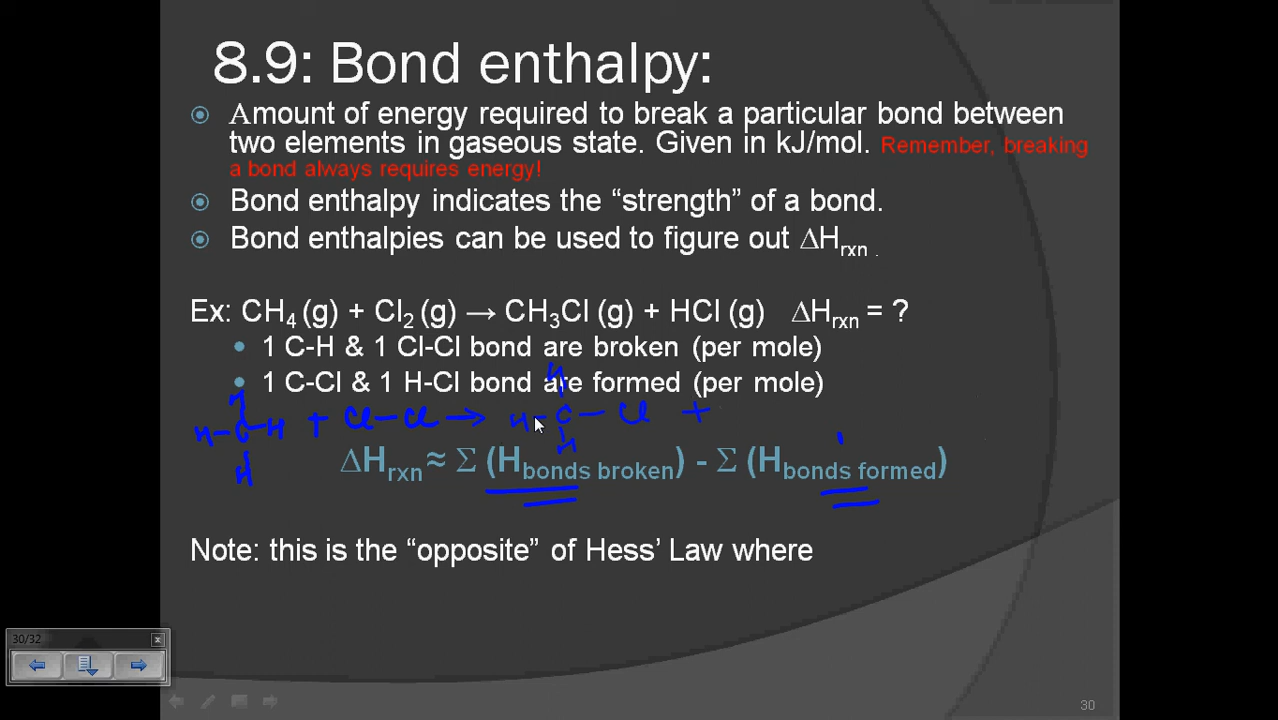 8.9: Bond enthalpy:
Amount of energy required to break a particular bond between
two elements in gaseous state. Given in kJ/mol. Remember, breaking
a bond always requires energy!
Bond enthalpy indicates the “strength” of a bond.
Bond enthalpies can be used to figure out ΔHrxn .
Ex: CH₄ (g) + Cl₂ (g) → CH₃Cl (g) + HCl (g) ΔHrxn = ?
1 C-H & 1 Cl-Cl bond are broken (per mole)
1 C-Cl & 1 H-Cl bond are formed (per mole)
H H
H-C-H + Cl-Cl → H-C-Cl +
H H
ΔHrxn ≈ Σ (Hbonds broken) - Σ (Hbonds formed)
Note: this is the “opposite” of Hess’ Law where
30/32 x
30